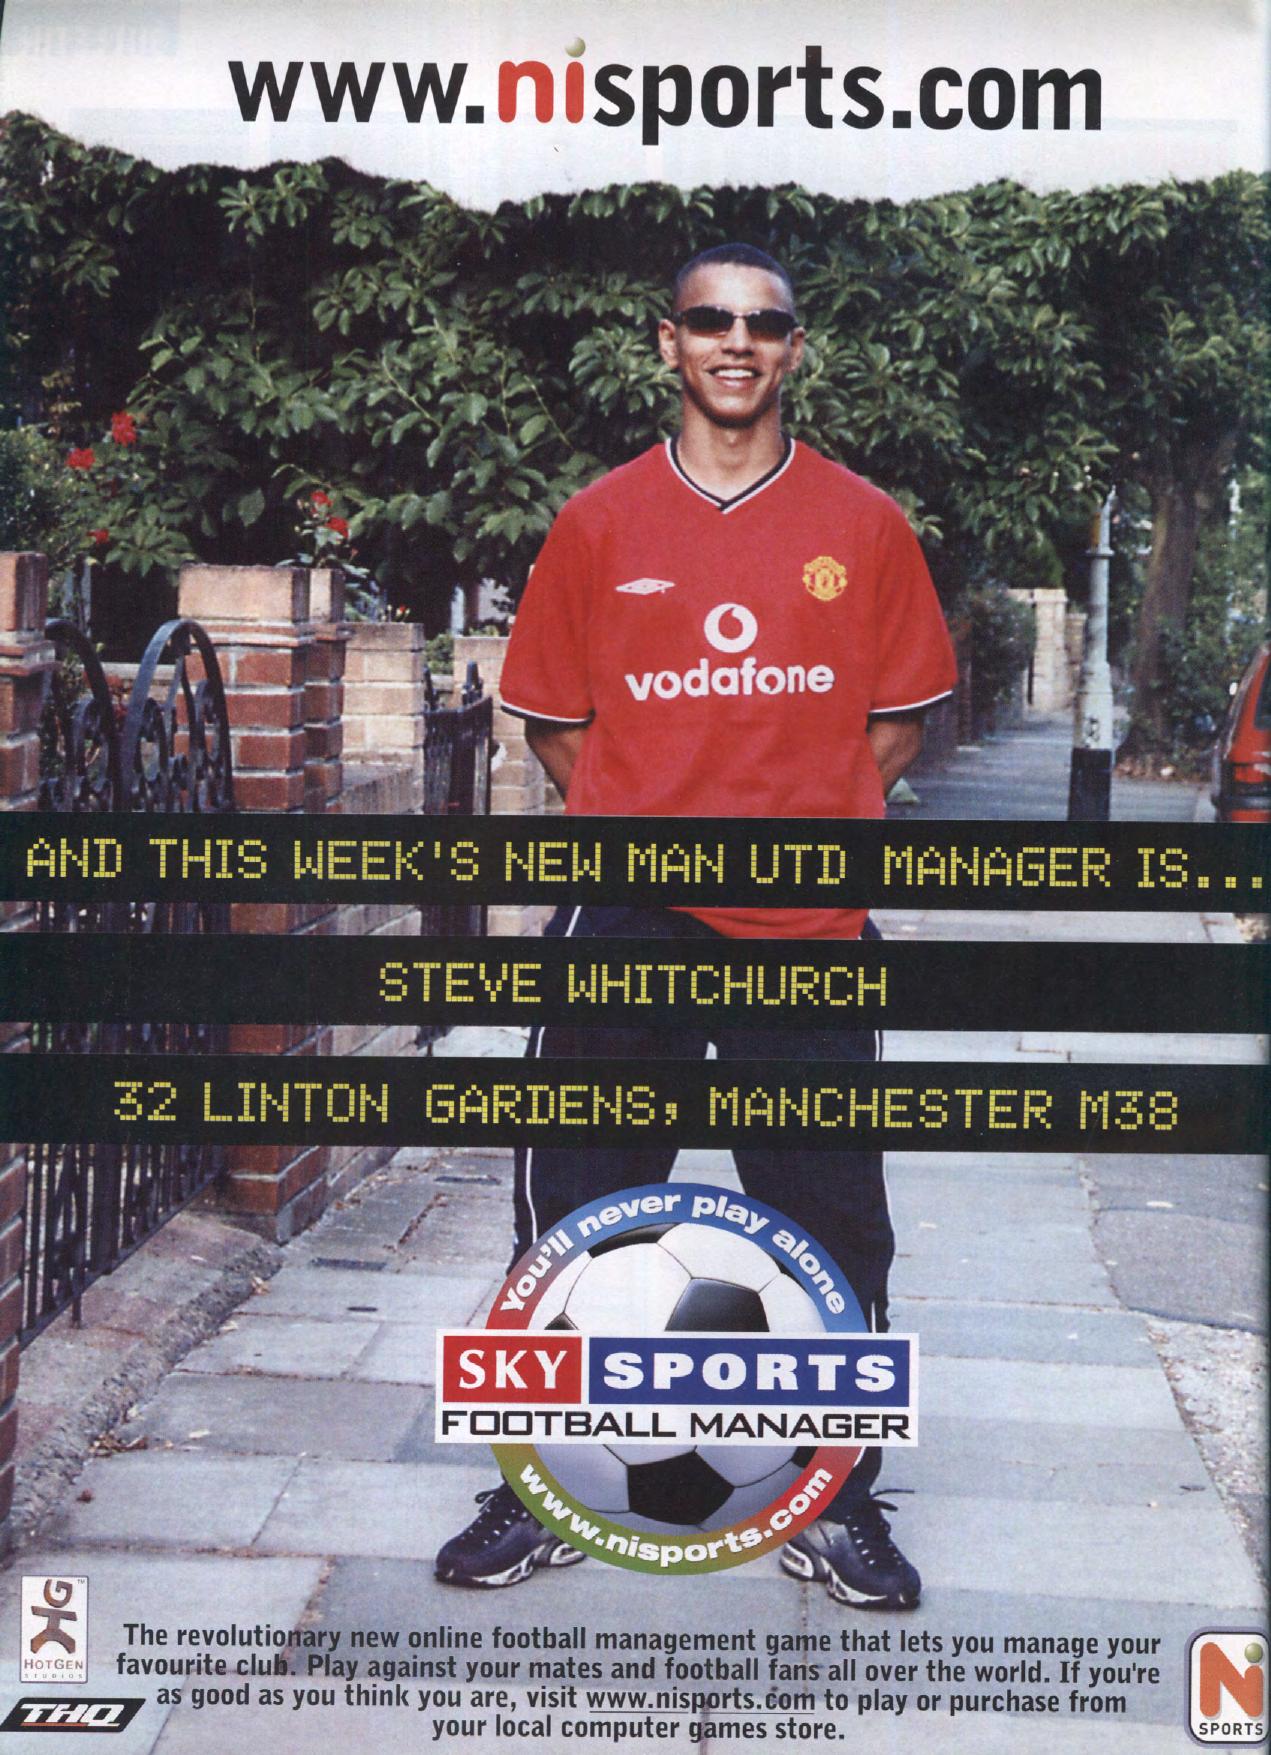 www.nisports.com
vodafone
AND THIS WEEK'S NEW MAN UTD MANAGER IS...
STEVE WHITCHURCH
32 LINTON GARDENS, MANCHESTER M38
You'll never play alone
SKY SPORTS
FOOTBALL MANAGER
www.nisports.com
HG™
HOTGEN
STUDIOS
THQ
The revolutionary new online football management game that lets you manage your
favourite club. Play against your mates and football fans all over the world. If you're
as good as you think you are, visit www.nisports.com to play or purchase from
your local computer games store.
Ni
SPORTS